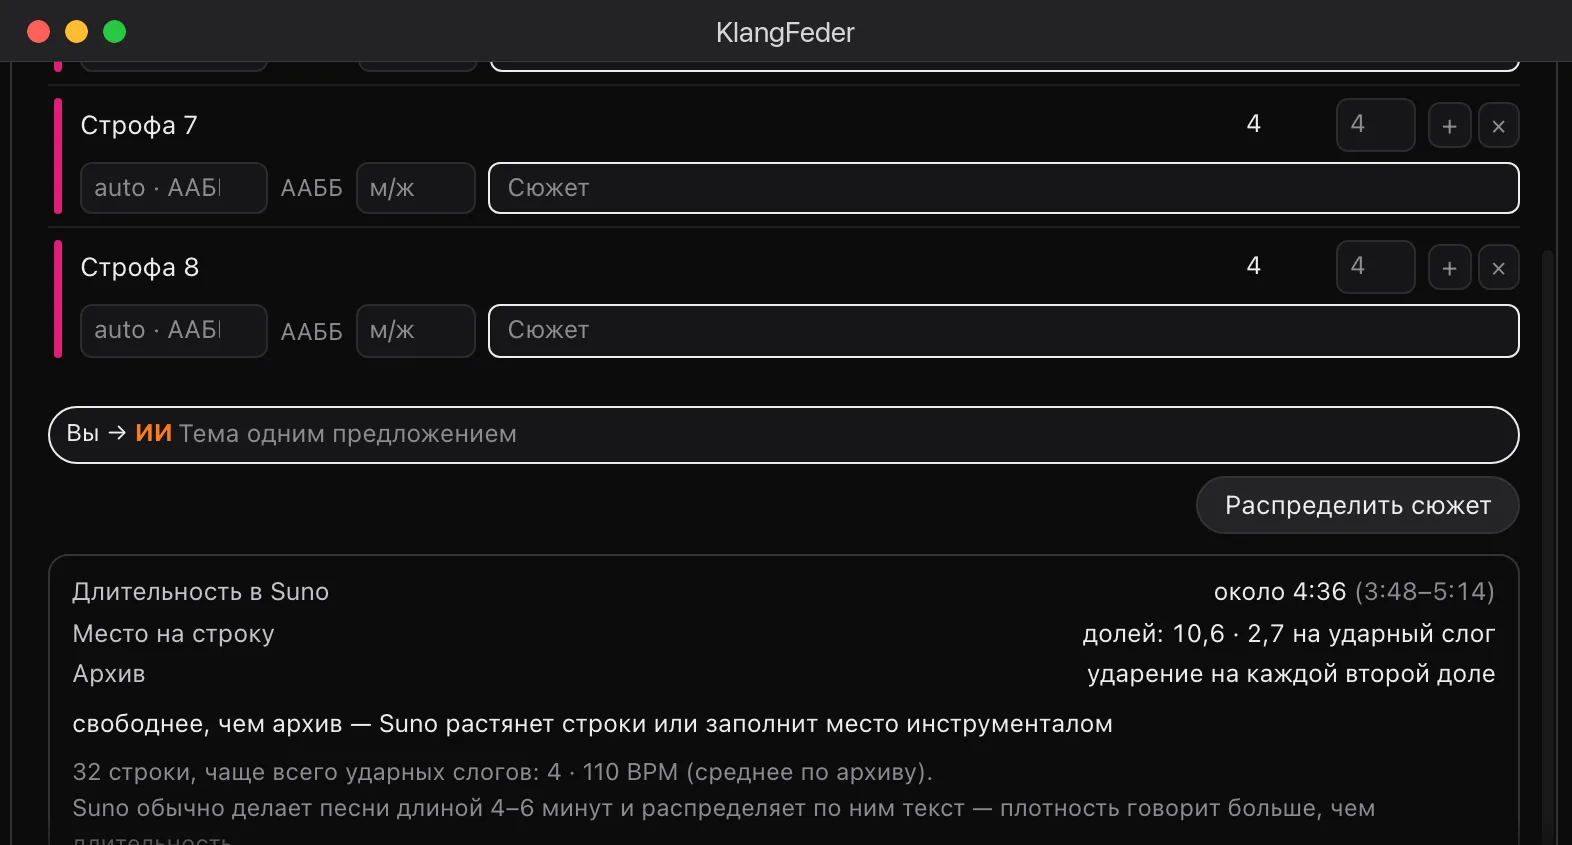 KlangFeder
Строфа 7 4 4 + ×
auto · ААБ ААББ м/ж Сюжет
Строфа 8 4 4 + ×
auto · ААБ ААББ м/ж Сюжет
Вы → ИИ Тема одним предложением
Распределить сюжет
Длительность в Suno около 4:36 (3:48–5:14)
Место на строку долей: 10,6 · 2,7 на ударный слог
Архив ударение на каждой второй доле
свободнее, чем архив — Suno растянет строки или заполнит место инструменталом
32 строки, чаще всего ударных слогов: 4 · 110 BPM (среднее по архиву).
Suno обычно делает песни длиной 4–6 минут и распределяет по ним текст — плотность говорит больше, чем
длительность.